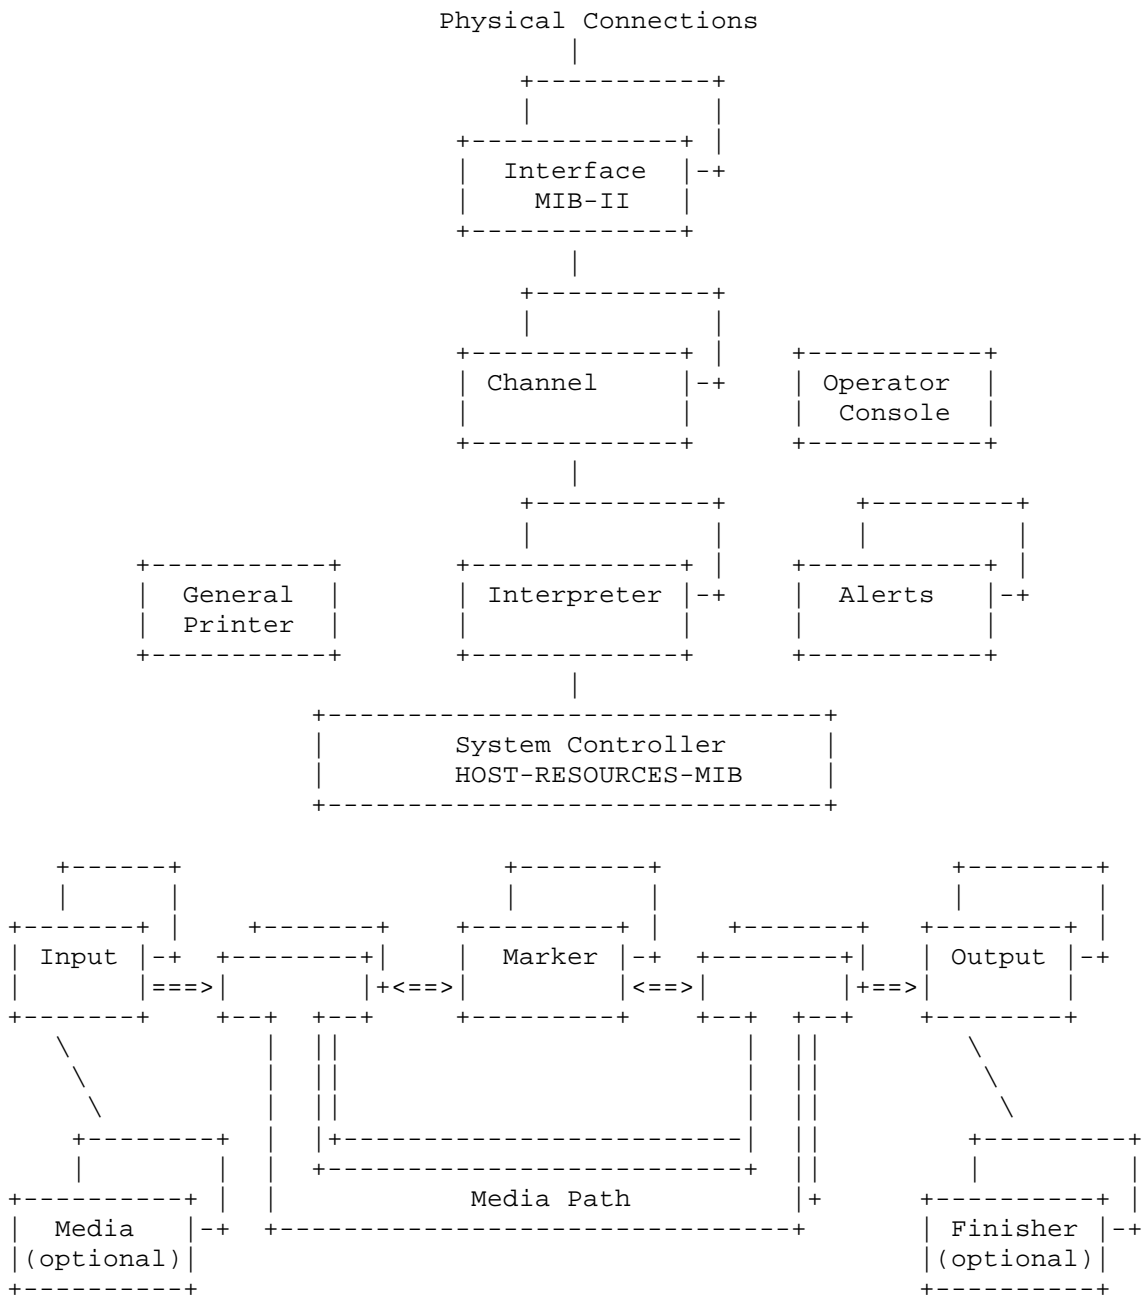 Physical Connections
Interface
MIB-II
Channel
Operator
Console
General
Printer
Interpreter
Alerts
System Controller
HOST-RESOURCES-MIB
Input
Marker
Output
Media Path
Media
(optional)
Finisher
(optional)